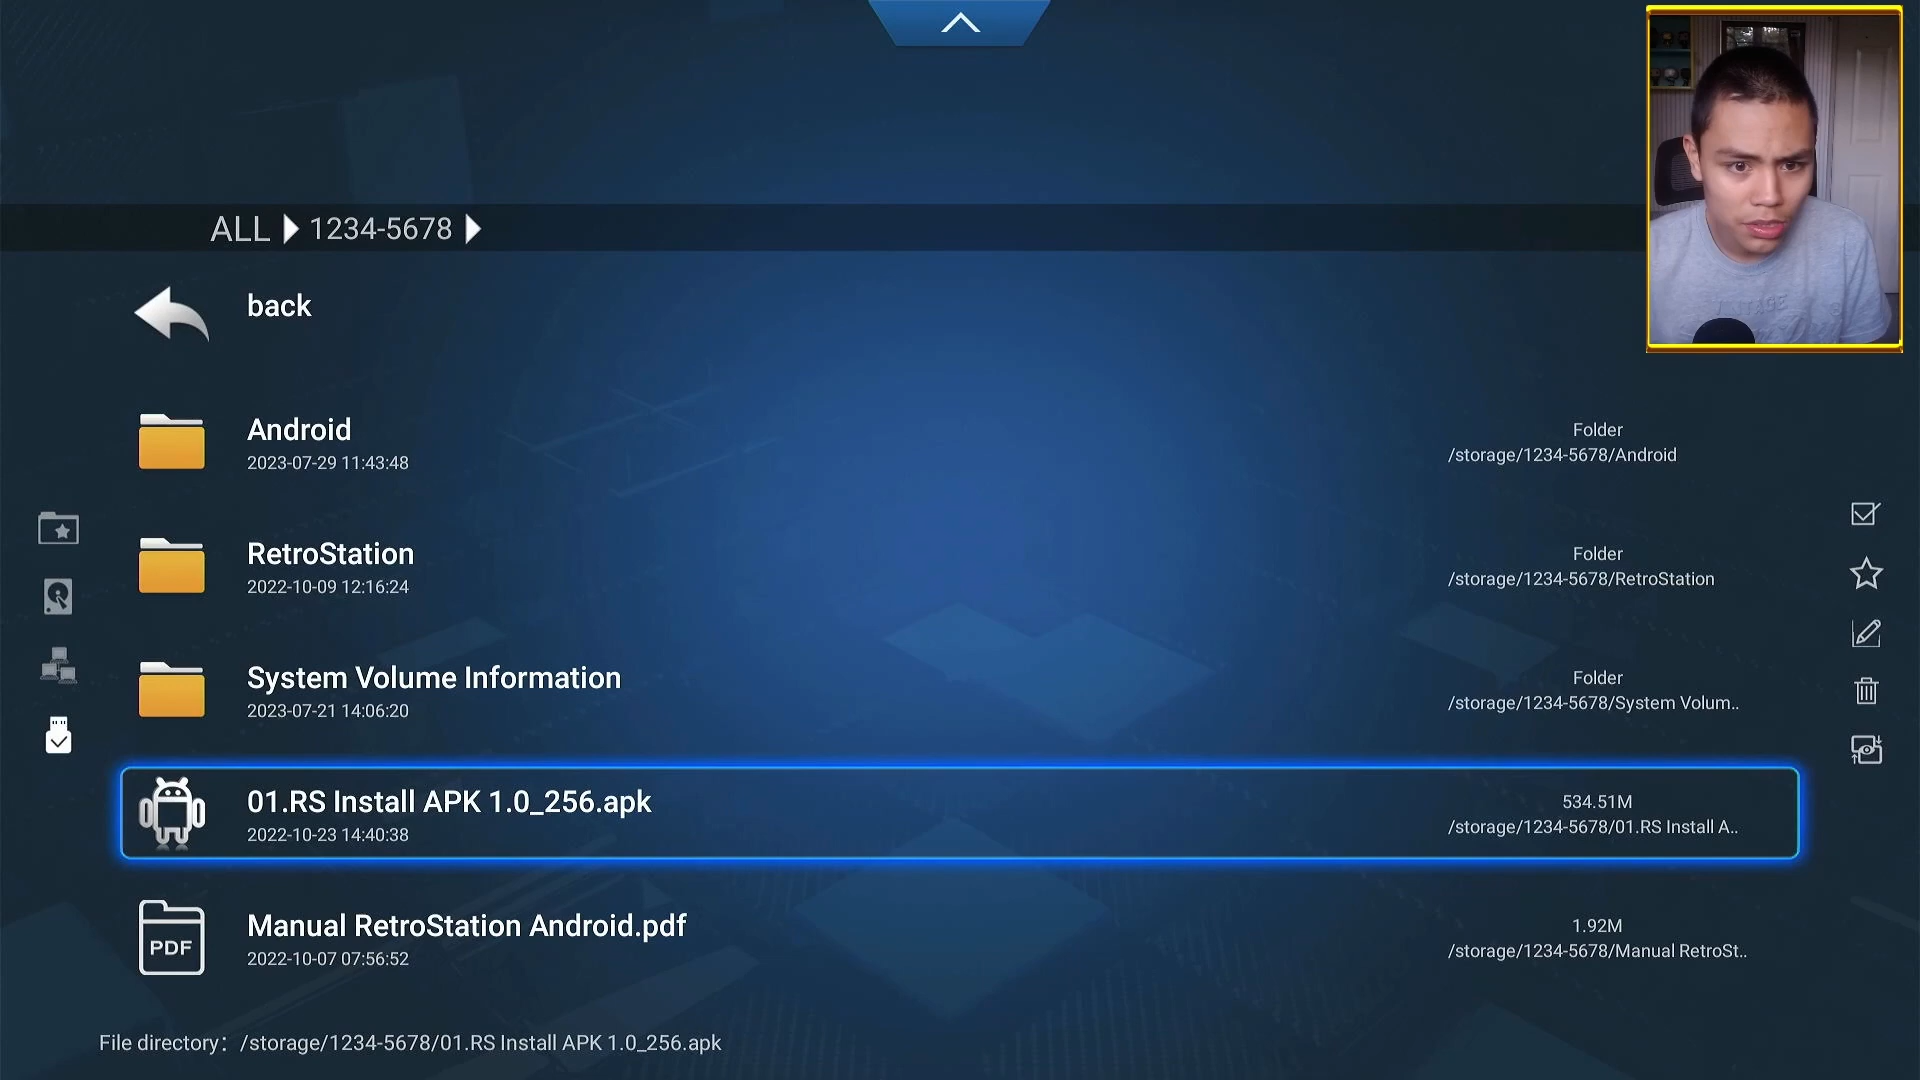 ALL 1234-5678
back
Android
2023-07-29 11:43:48
Folder
/storage/1234-5678/Android
RetroStation
2022-10-09 12:16:24
Folder
/storage/1234-5678/RetroStation
System Volume Information
2023-07-21 14:06:20
Folder
/storage/1234-5678/System Volum..
01.RS Install APK 1.0_256.apk
2022-10-23 14:40:38
534.51M
/storage/1234-5678/01.RS Install A..
PDF
Manual RetroStation Android.pdf
2022-10-07 07:56:52
1.92M
/storage/1234-5678/Manual RetroSt..
File directory: /storage/1234-5678/01.RS Install APK 1.0_256.apk